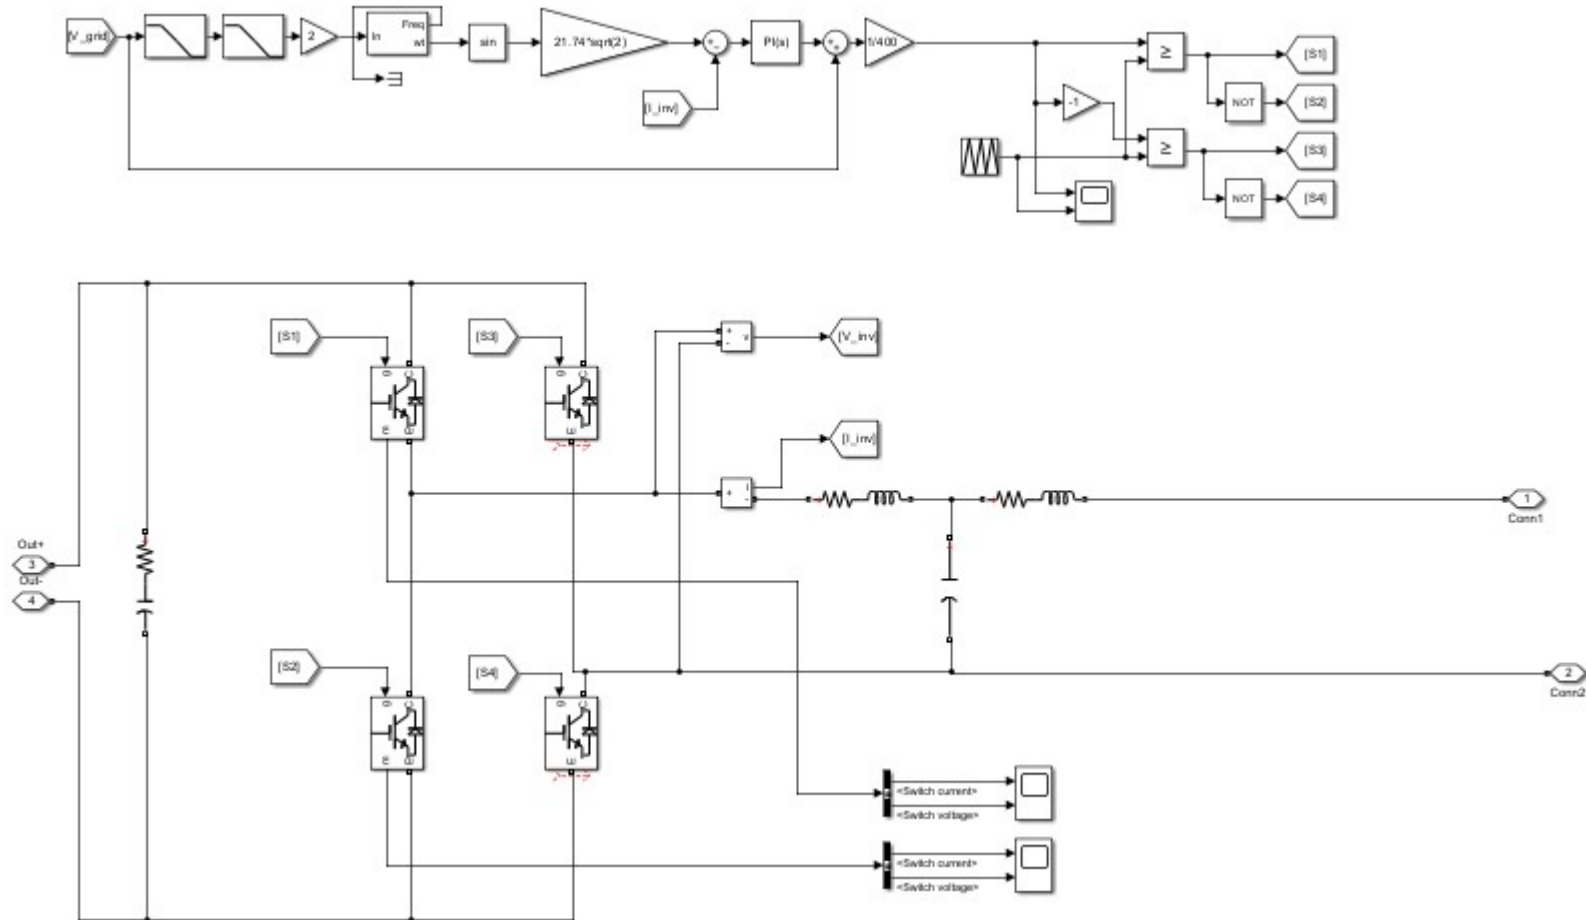 [V_grid]
2
In
Freq
wt
sin
21.74*sqrt(2)
+
-
PI(s)
+
+
1/400
[I_inv]
-1
≥
≥
NOT
NOT
[S1]
[S2]
[S3]
[S4]
[S1]
[S3]
g
C
m
E
g
C
E
+
-
v
[V_inv]
[I_inv]
+
i
-
1
Conn1
Out+
3
Out-
4
[S2]
[S4]
g
C
m
E
g
C
E
2
Conn2
<Switch current>
<Switch voltage>
<Switch current>
<Switch voltage>